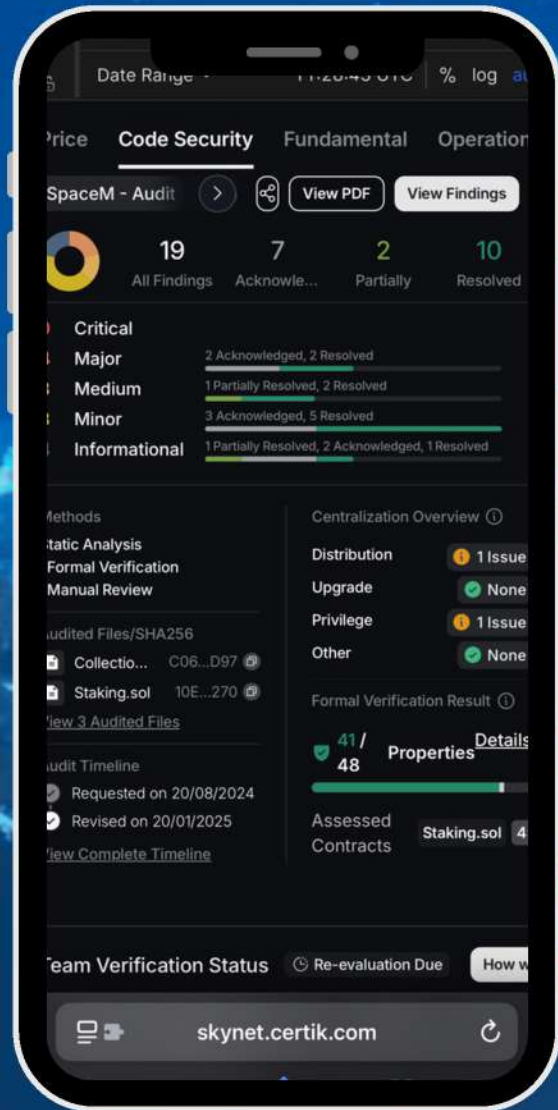 Date Range
UTC % log
Price Code Security Fundamental Operation
SpaceM - Audit View PDF View Findings
19 7 2 10
All Findings Acknowle... Partially Resolved
Critical
Major 2 Acknowledged, 2 Resolved
Medium 1 Partially Resolved, 2 Resolved
Minor 3 Acknowledged, 5 Resolved
Informational 1 Partially Resolved, 2 Acknowledged, 1 Resolved
Methods
Static Analysis
Formal Verification
Manual Review
Audited Files/SHA256
Collectio... C06...D97
Staking.sol 10E...270
View 3 Audited Files
Audit Timeline
Requested on 20/08/2024
Revised on 20/01/2025
View Complete Timeline
Centralization Overview
Distribution 1 Issue
Upgrade None
Privilege 1 Issue
Other None
Formal Verification Result
41 / 48 Properties Details
Assessed Contracts Staking.sol 4
Team Verification Status Re-evaluation Due How w
skynet.certik.com